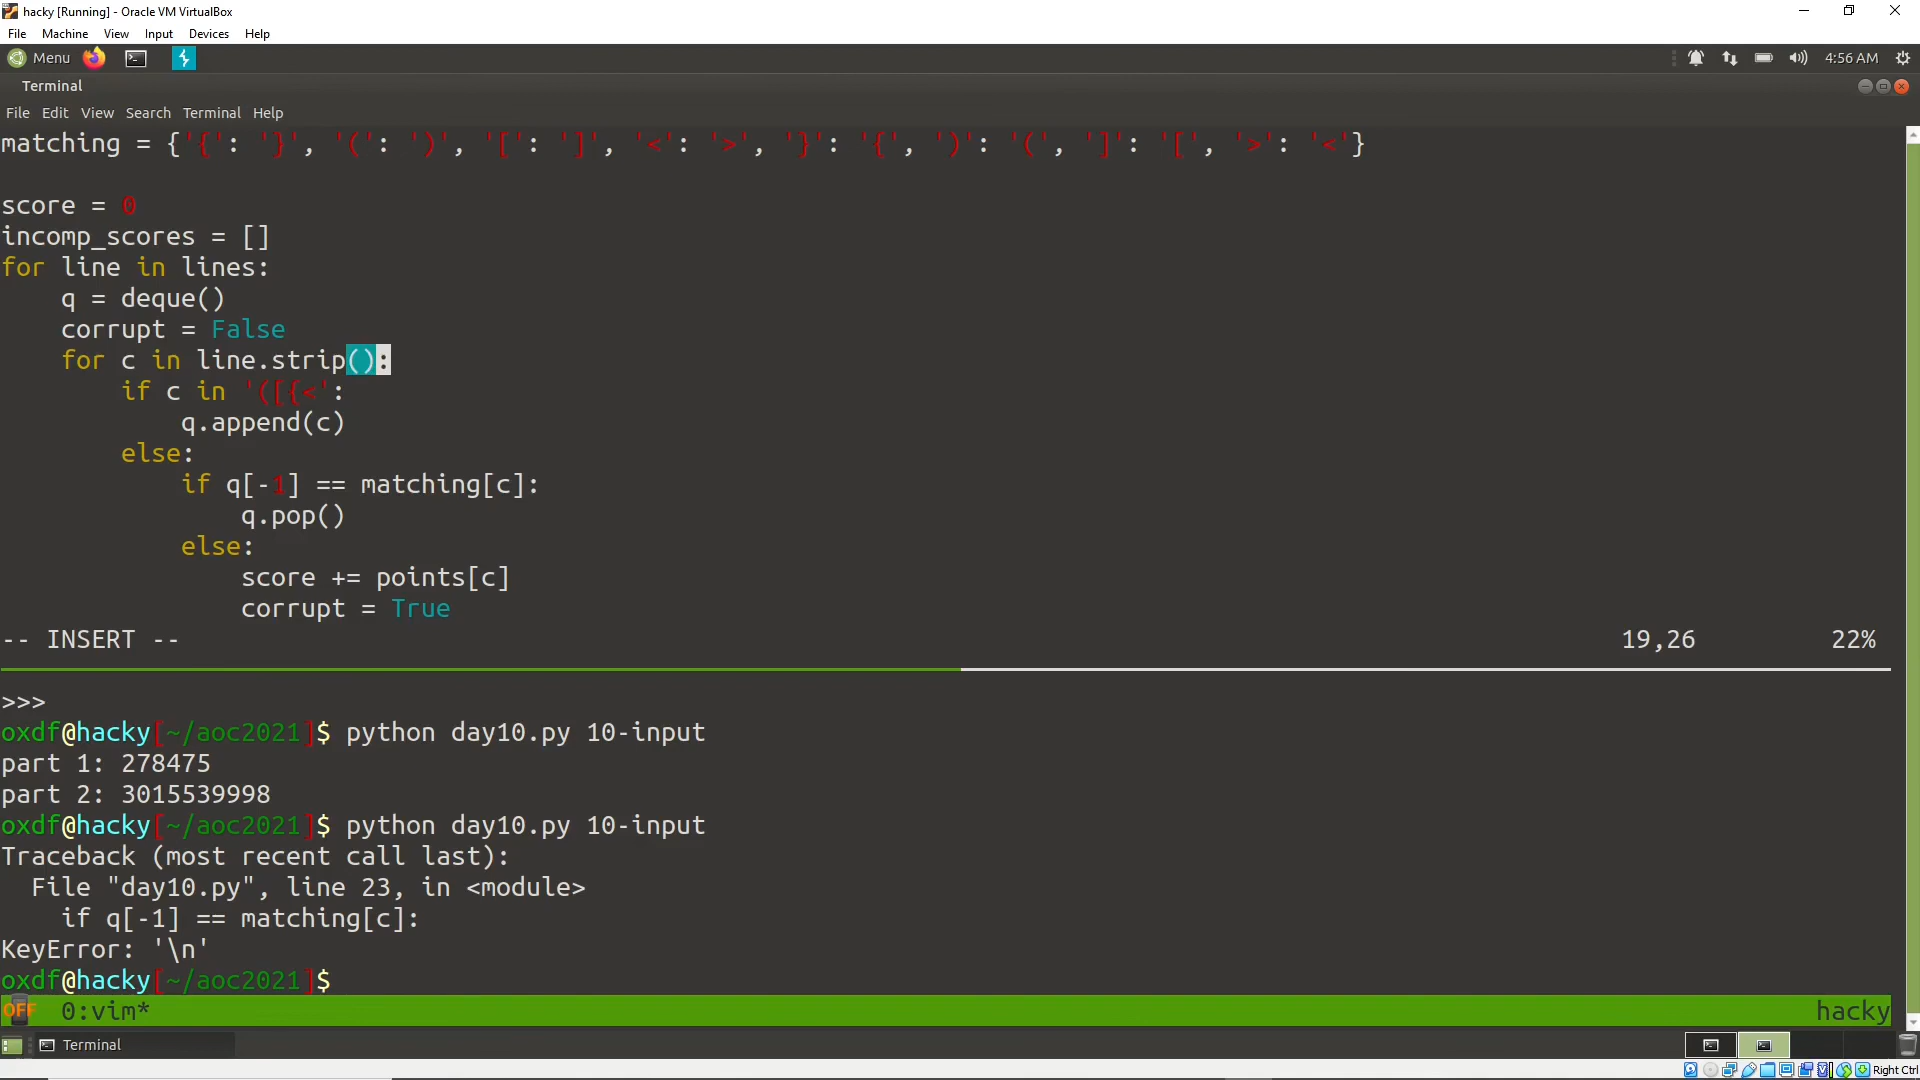 hacky [Running] - Oracle VM VirtualBox
File Machine View Input Devices Help
Menu 4:56 AM
Terminal
File Edit View Search Terminal Help
matching = {'{': '}', '(': ')', '[': ']', '<': '>', '}': '{', ')': '(', ']': '[', '>': '<'}
score = 0
incomp_scores = []
for line in lines:
    q = deque()
    corrupt = False
    for c in line.strip():
        if c in '([{<':
            q.append(c)
        else:
            if q[-1] == matching[c]:
                q.pop()
            else:
                score += points[c]
                corrupt = True
-- INSERT -- 19,26 22%
>>>
oxdf@hacky[~/aoc2021]$ python day10.py 10-input
part 1: 278475
part 2: 3015539998
oxdf@hacky[~/aoc2021]$ python day10.py 10-input
Traceback (most recent call last):
  File "day10.py", line 23, in <module>
    if q[-1] == matching[c]:
KeyError: '\n'
oxdf@hacky[~/aoc2021]$
OFF 0:vim* hacky
Terminal
Right Ctrl